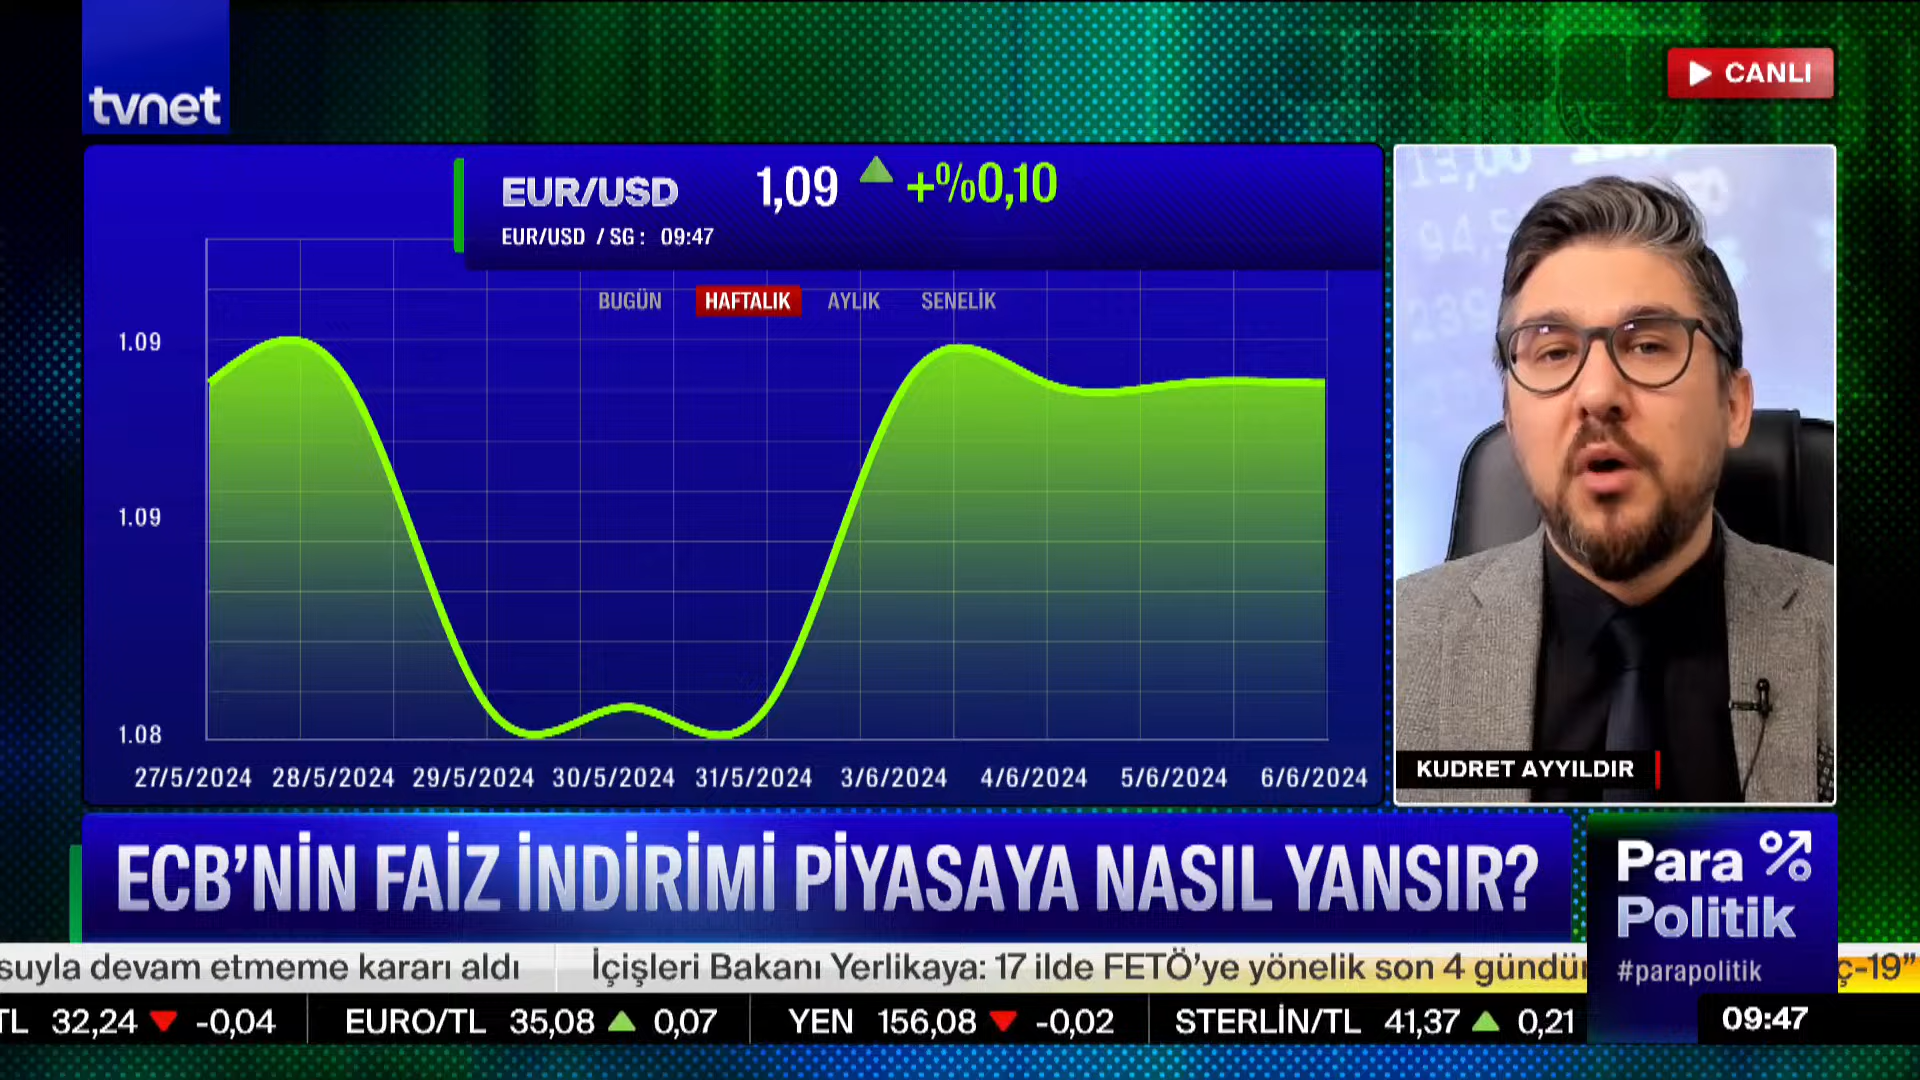 tvnet
CANLI
EUR/USD 1,09 +%0,10
EUR/USD / SG : 09:47
BUGÜN HAFTALIK AYLIK SENELİK
1.09
1.09
1.08
27/5/2024 28/5/2024 29/5/2024 30/5/2024 31/5/2024 3/6/2024 4/6/2024 5/6/2024 6/6/2024
13,00
KUDRET AYYILDIR
ECB'NİN FAİZ İNDİRİMİ PİYASAYA NASIL YANSIR?
Para %
Politik
#parapolitik
suyla devam etmeme kararı aldı İçişleri Bakanı Yerlikaya: 17 ilde FETÖ'ye yönelik son 4 gündür ç-19"
TL 32,24 -0,04 EURO/TL 35,08 0,07 YEN 156,08 -0,02 STERLİN/TL 41,37 0,21
09:47